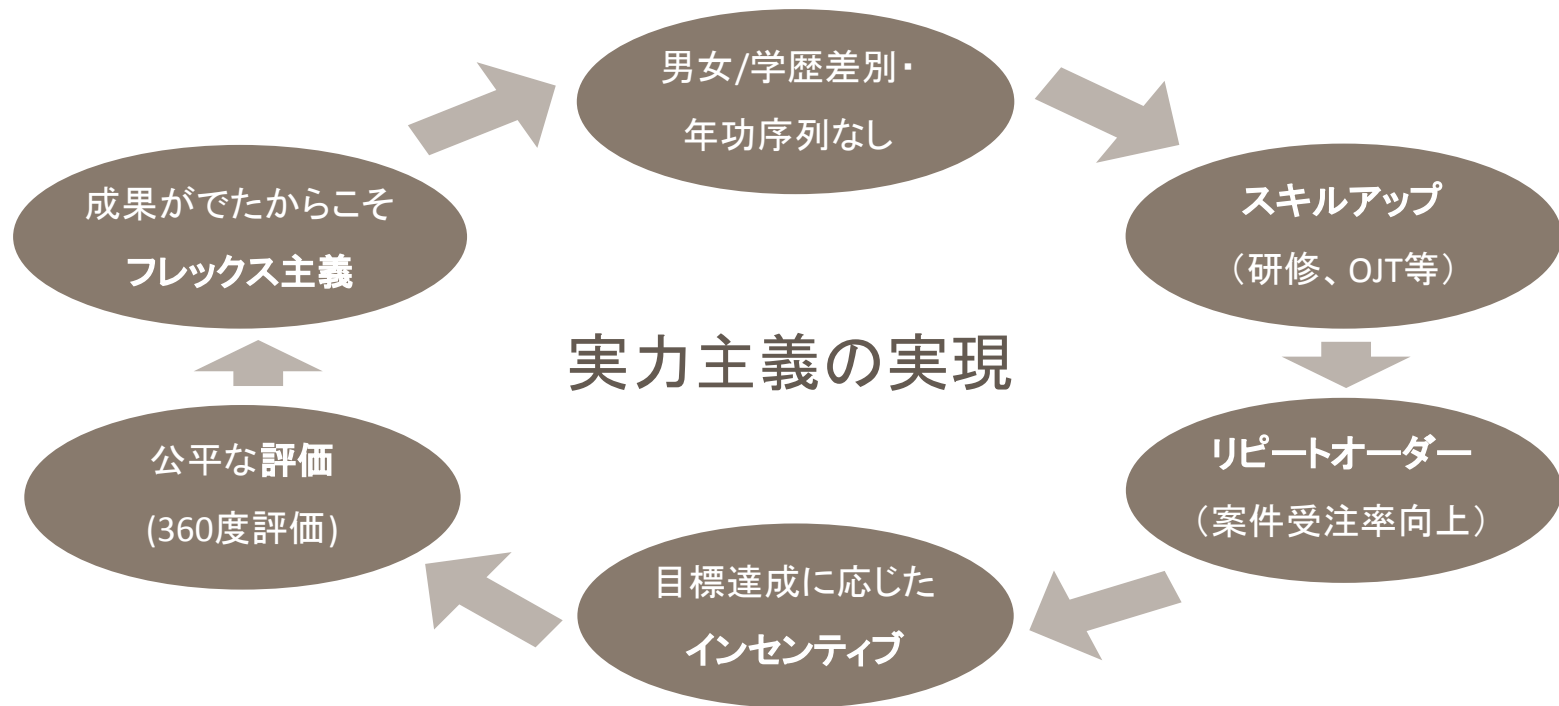 男女/学歴差別・
年功序列なし
スキルアップ
（研修、OJT等）
リピートオーダー
（案件受注率向上）
目標達成に応じた
インセンティブ
公平な評価
(360度評価)
成果がでたからこそ
フレックス主義
実力主義の実現